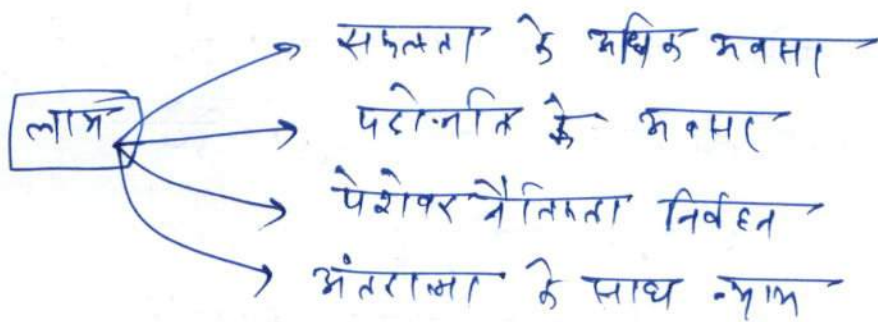 सफलता के अधिक अवसर
लाभ
पदोन्नति के अवसर
पेशेवर नैतिकता निर्वहन
अंतरात्मा के साथ न्याय